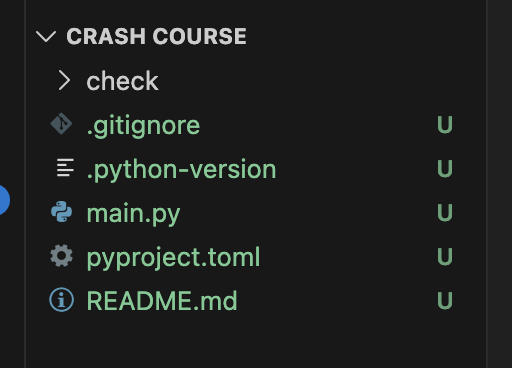 CRASH COURSE
check
.gitignore U
.python-version U
main.py U
pyproject.toml U
README.md U